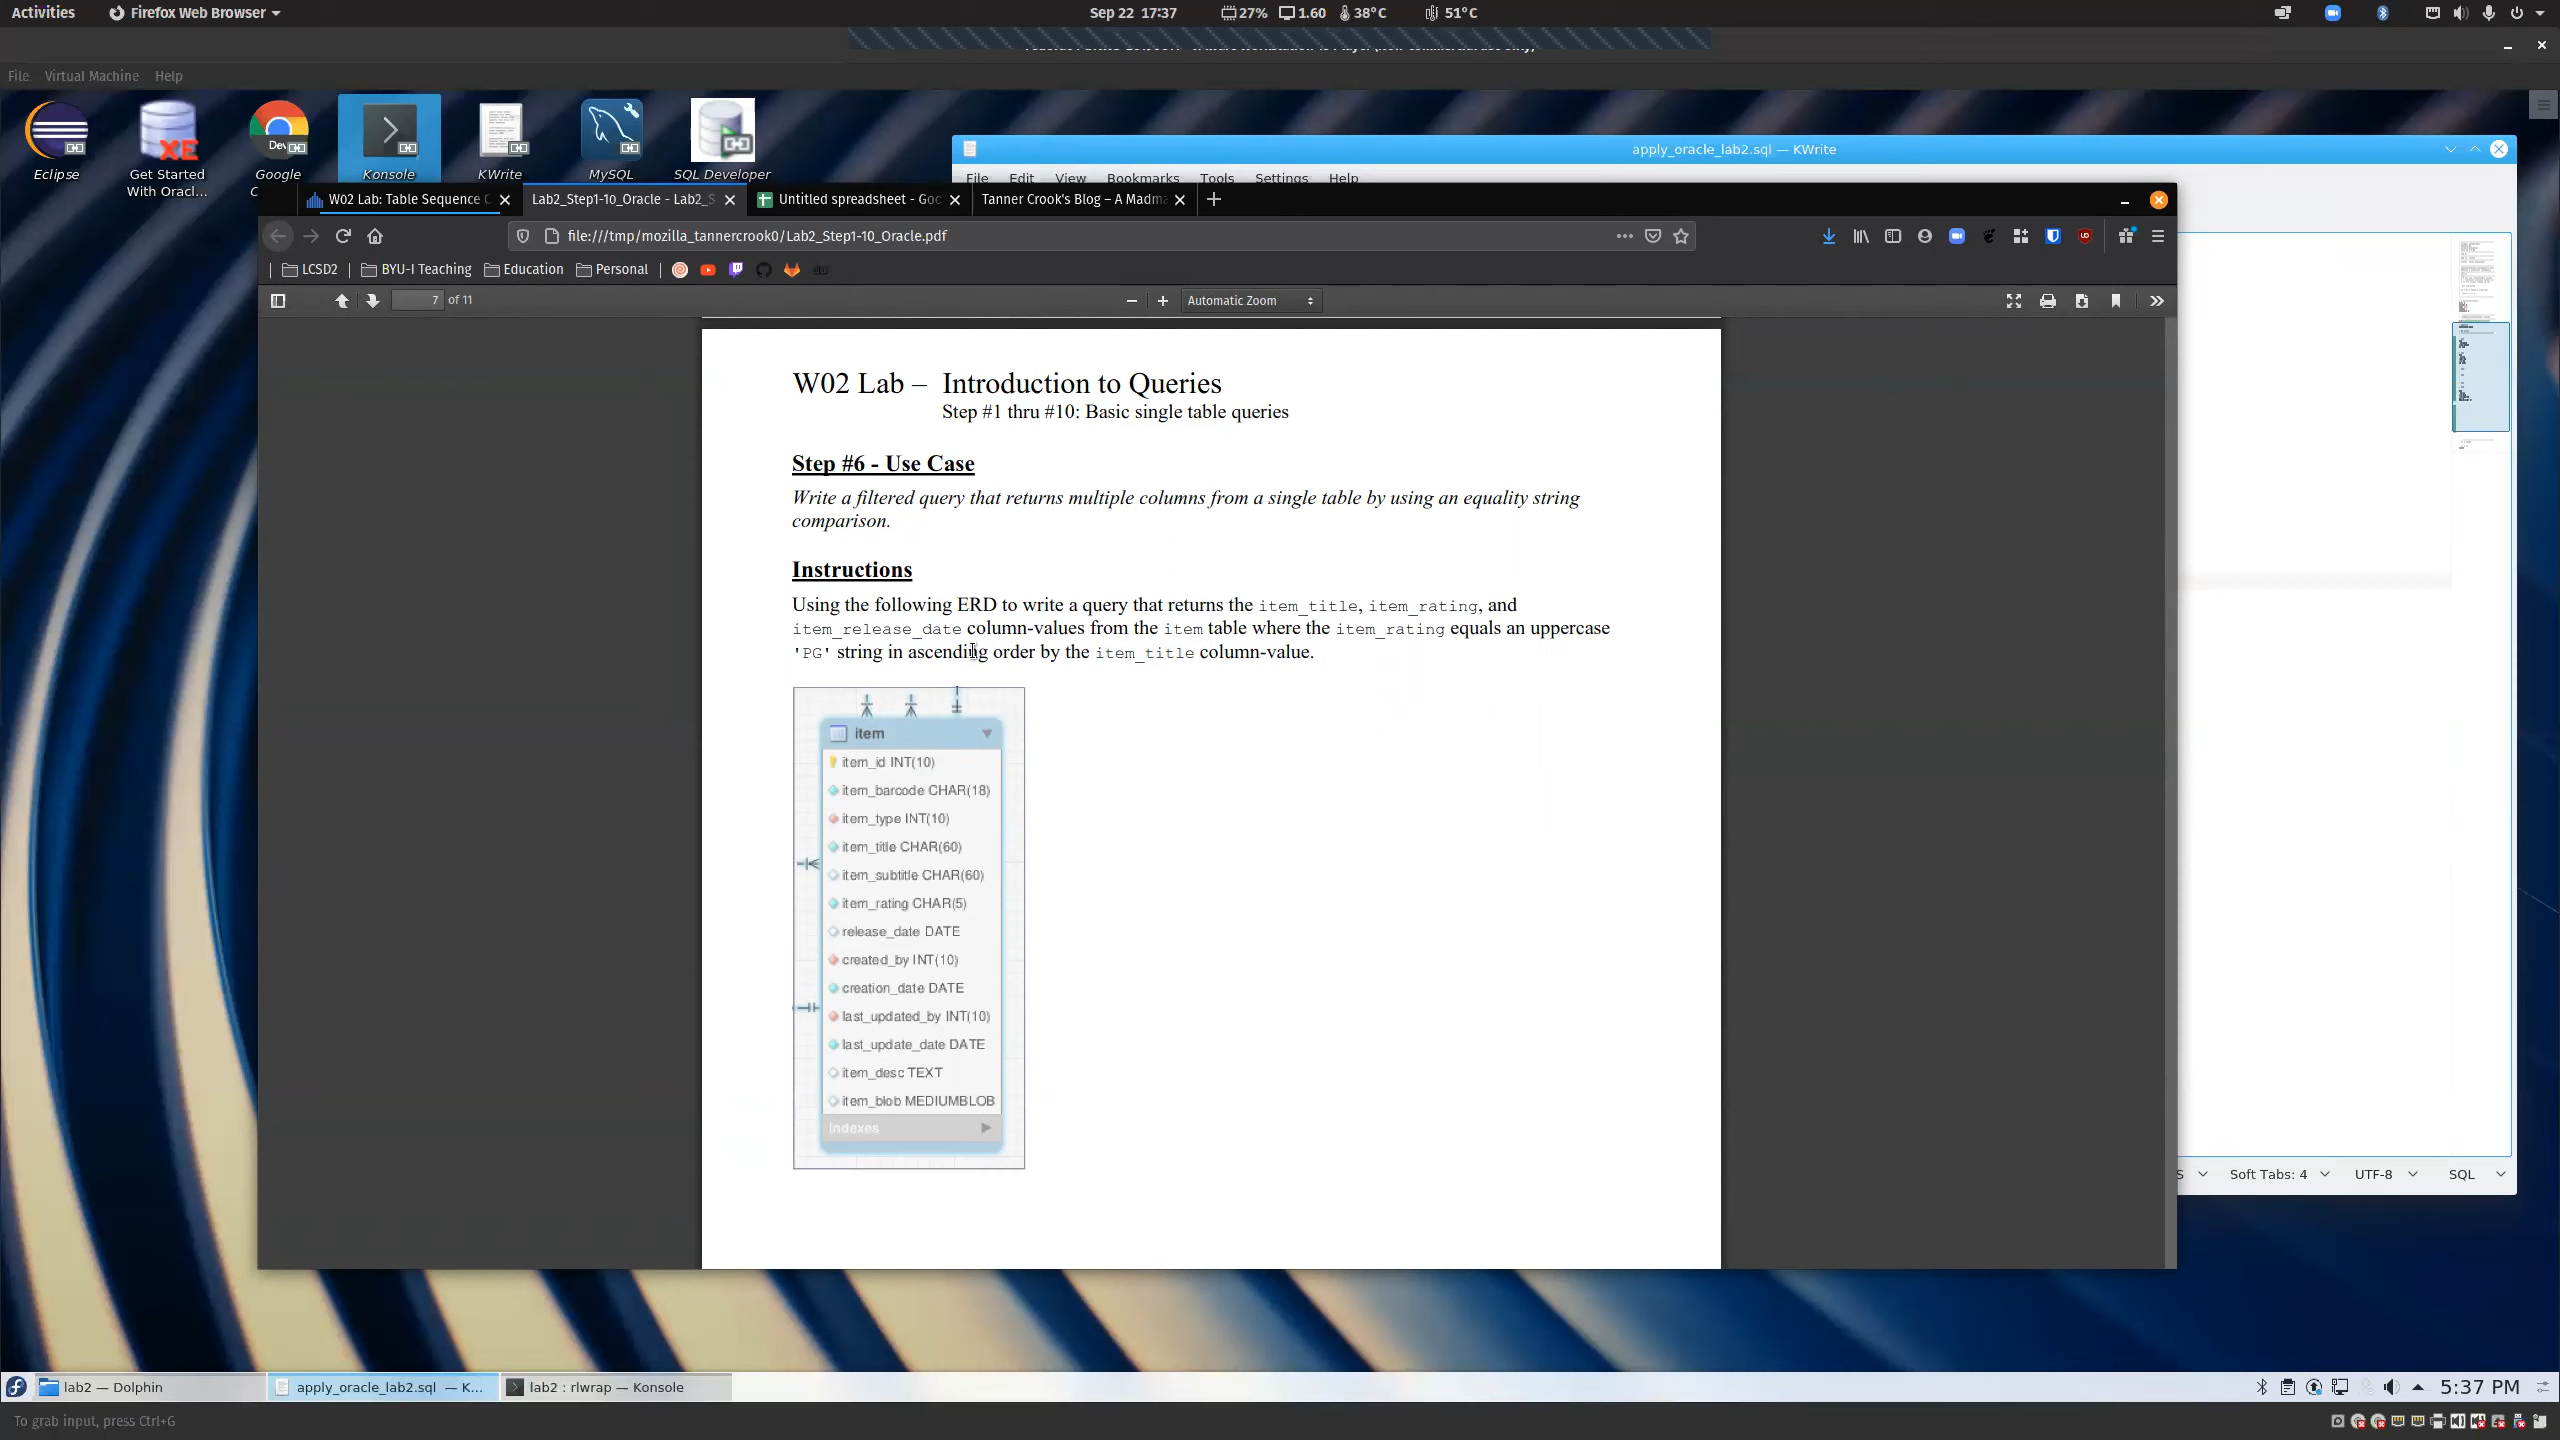 Activities Firefox Web Browser Sep 22 17:37 27% 1.60 38°C 51°C
File Virtual Machine Help
Eclipse
Get Started
With Oracl...
Google
Dev
XE
Konsole
KWrite
MySQL
SQL Developer
apply_oracle_lab2.sql — KWrite
File Edit View Bookmarks Tools Settings Help
W02 Lab: Table Sequence Lab2_Step1-10_Oracle - Lab2_S Untitled spreadsheet - Goo Tanner Crook's Blog – A Madma
file:///tmp/mozilla_tannercrook0/Lab2_Step1-10_Oracle.pdf
LCSD2 BYU-I Teaching Education Personal
7 of 11 Automatic Zoom
W02 Lab – Introduction to Queries
Step #1 thru #10: Basic single table queries
Step #6 - Use Case
Write a filtered query that returns multiple columns from a single table by using an equality string
comparison.
Instructions
Using the following ERD to write a query that returns the item_title, item_rating, and
item_release_date column-values from the item table where the item_rating equals an uppercase
'PG' string in ascending order by the item_title column-value.
item
item_id INT(10)
item_barcode CHAR(18)
item_type INT(10)
item_title CHAR(60)
item_subtitle CHAR(60)
item_rating CHAR(5)
release_date DATE
created_by INT(10)
creation_date DATE
last_updated_by INT(10)
last_update_date DATE
item_desc TEXT
item_blob MEDIUMBLOB
Indexes
S Soft Tabs: 4 UTF-8 SQL
lab2 — Dolphin apply_oracle_lab2.sql — K... lab2 : rlwrap — Konsole 5:37 PM
To grab input, press Ctrl+G